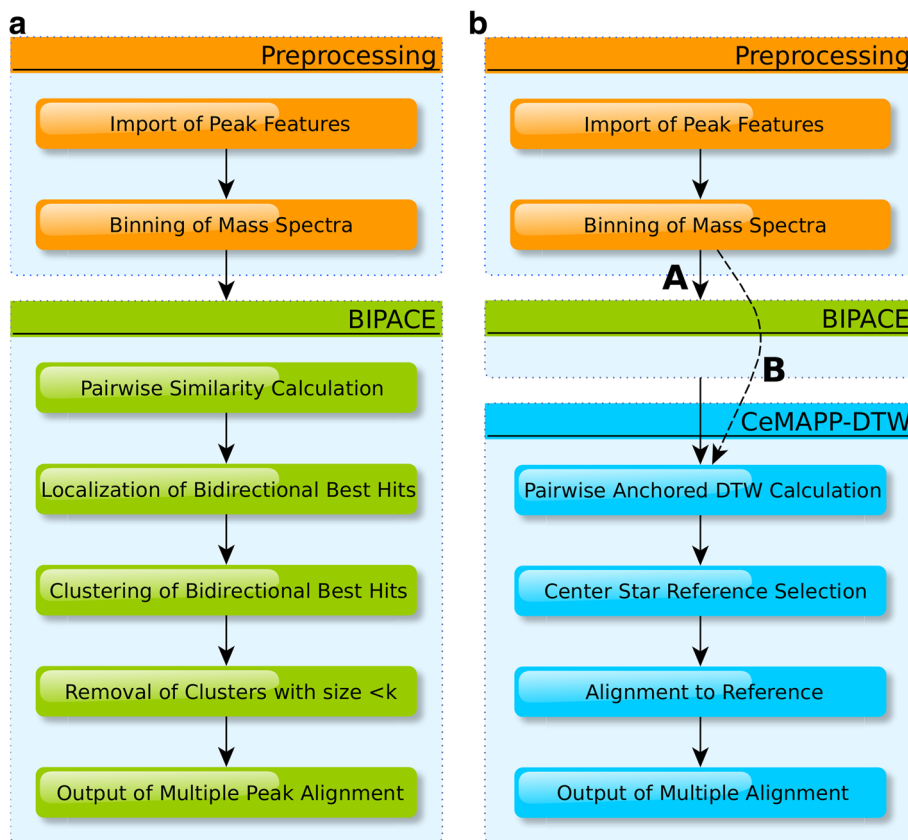 a
Preprocessing
Import of Peak Features
Binning of Mass Spectra
BIPACE
Pairwise Similarity Calculation
Localization of Bidirectional Best Hits
Clustering of Bidirectional Best Hits
Removal of Clusters with size <k
Output of Multiple Peak Alignment
b
Preprocessing
Import of Peak Features
Binning of Mass Spectra
A
BIPACE
B
CeMAPP-DTW
Pairwise Anchored DTW Calculation
Center Star Reference Selection
Alignment to Reference
Output of Multiple Alignment